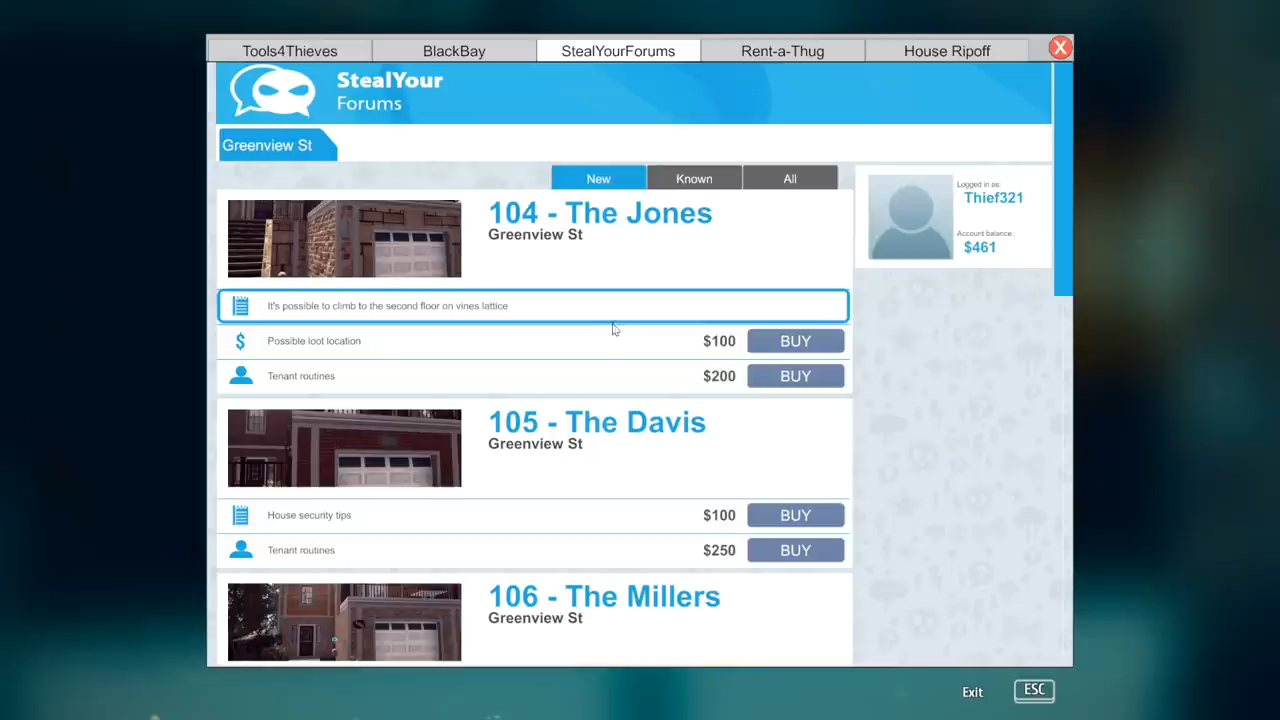 Tools4Thieves
BlackBay
StealYourForums
Rent-a-Thug
House Ripoff
X
StealYour
Forums
Greenview St
New
Known
All
Logged in as:
Thief321
Account balance:
$461
104 - The Jones
Greenview St
It's possible to climb to the second floor on vines lattice
$ Possible loot location $100 BUY
Tenant routines $200 BUY
105 - The Davis
Greenview St
House security tips $100 BUY
Tenant routines $250 BUY
106 - The Millers
Greenview St
Exit ESC